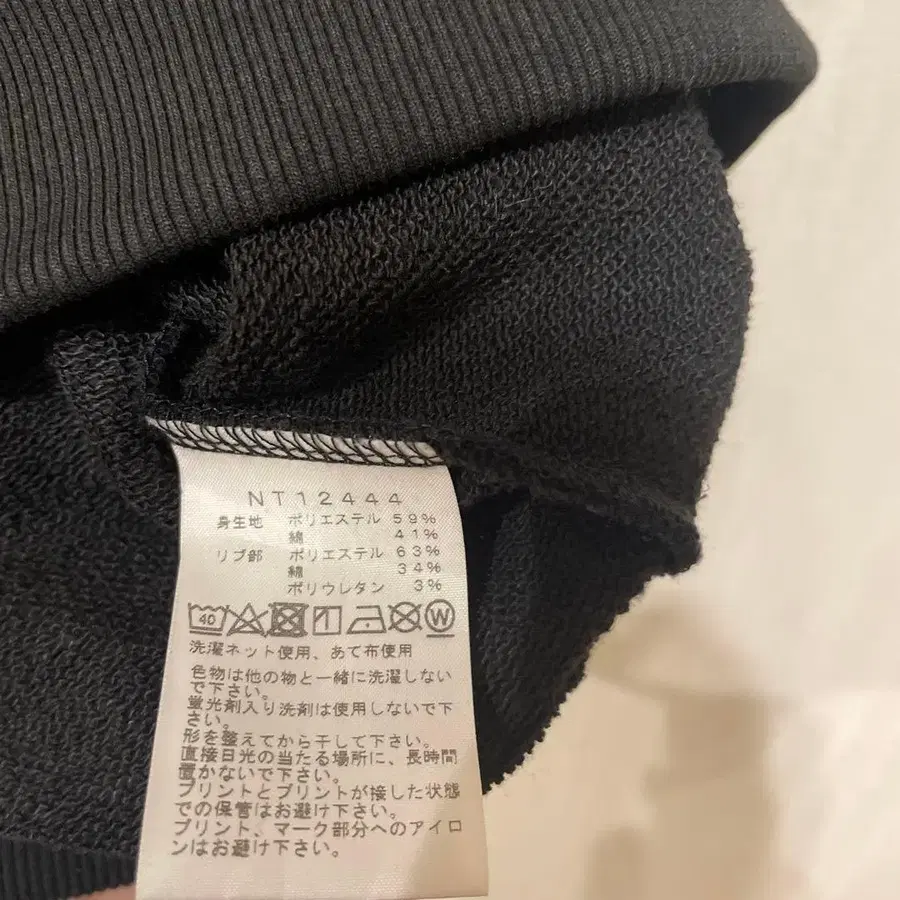 NT12444
身生地 ポリエステル 59%
綿 41%
リブ部 ポリエステル 63%
綿 34%
ポリウレタン 3%
40 W
洗濯ネット使用、あて布使用
色物は他の物と一緒に洗濯しない
で下さい。
蛍光剤入り洗剤は使用しないで下
さい。
形を整えてから干して下さい。
直接日光の当たる場所に、長時間
置かないで下さい。
プリントとプリントが接した状態
での保管はお避け下さい。
プリント、マーク部分へのアイロ
ンはお避け下さい。